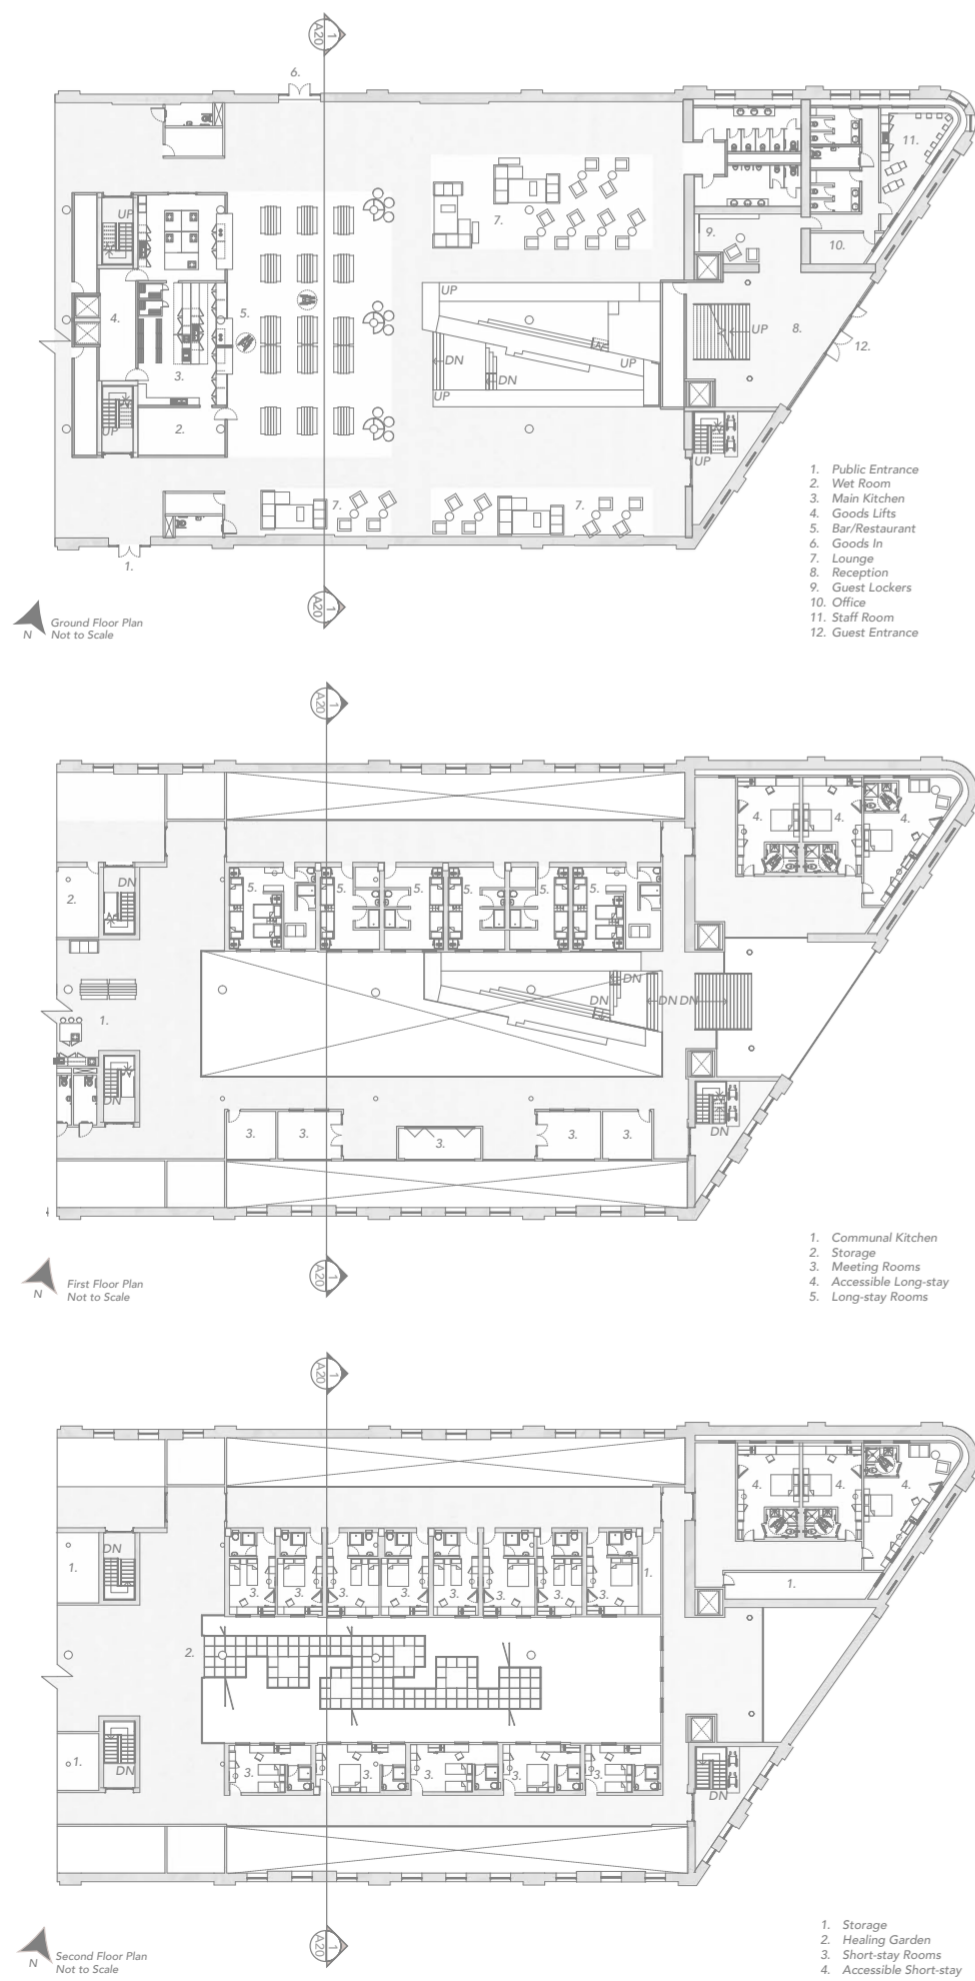 1
A20
6.
UP
11.
7.
9.
10.
4.
5.
UP
UP
8.
12.
DN
UP
3.
DN
UP
2.
UP
UP
7.
7.
1.
1
A20
N
Ground Floor Plan
Not to Scale
1. Public Entrance
2. Wet Room
3. Main Kitchen
4. Goods Lifts
5. Bar/Restaurant
6. Goods In
7. Lounge
8. Reception
9. Guest Lockers
10. Office
11. Staff Room
12. Guest Entrance
1
A20
4.
4.
4.
DN
2.
5.
5.
5.
5.
5.
5.
DN
DN
DN
DN
1.
DN
DN
3.
3.
3.
3.
3.
1
A20
N
First Floor Plan
Not to Scale
1. Communal Kitchen
2. Storage
3. Meeting Rooms
4. Accessible Long-stay
5. Long-stay Rooms
1
A20
4.
4.
4.
DN
1.
3.
3.
3.
3.
3.
3.
3.
3.
1.
1.
2.
1.
DN
3.
3.
3.
3.
3.
DN
1
A20
N
Second Floor Plan
Not to Scale
1. Storage
2. Healing Garden
3. Short-stay Rooms
4. Accessible Short-stay